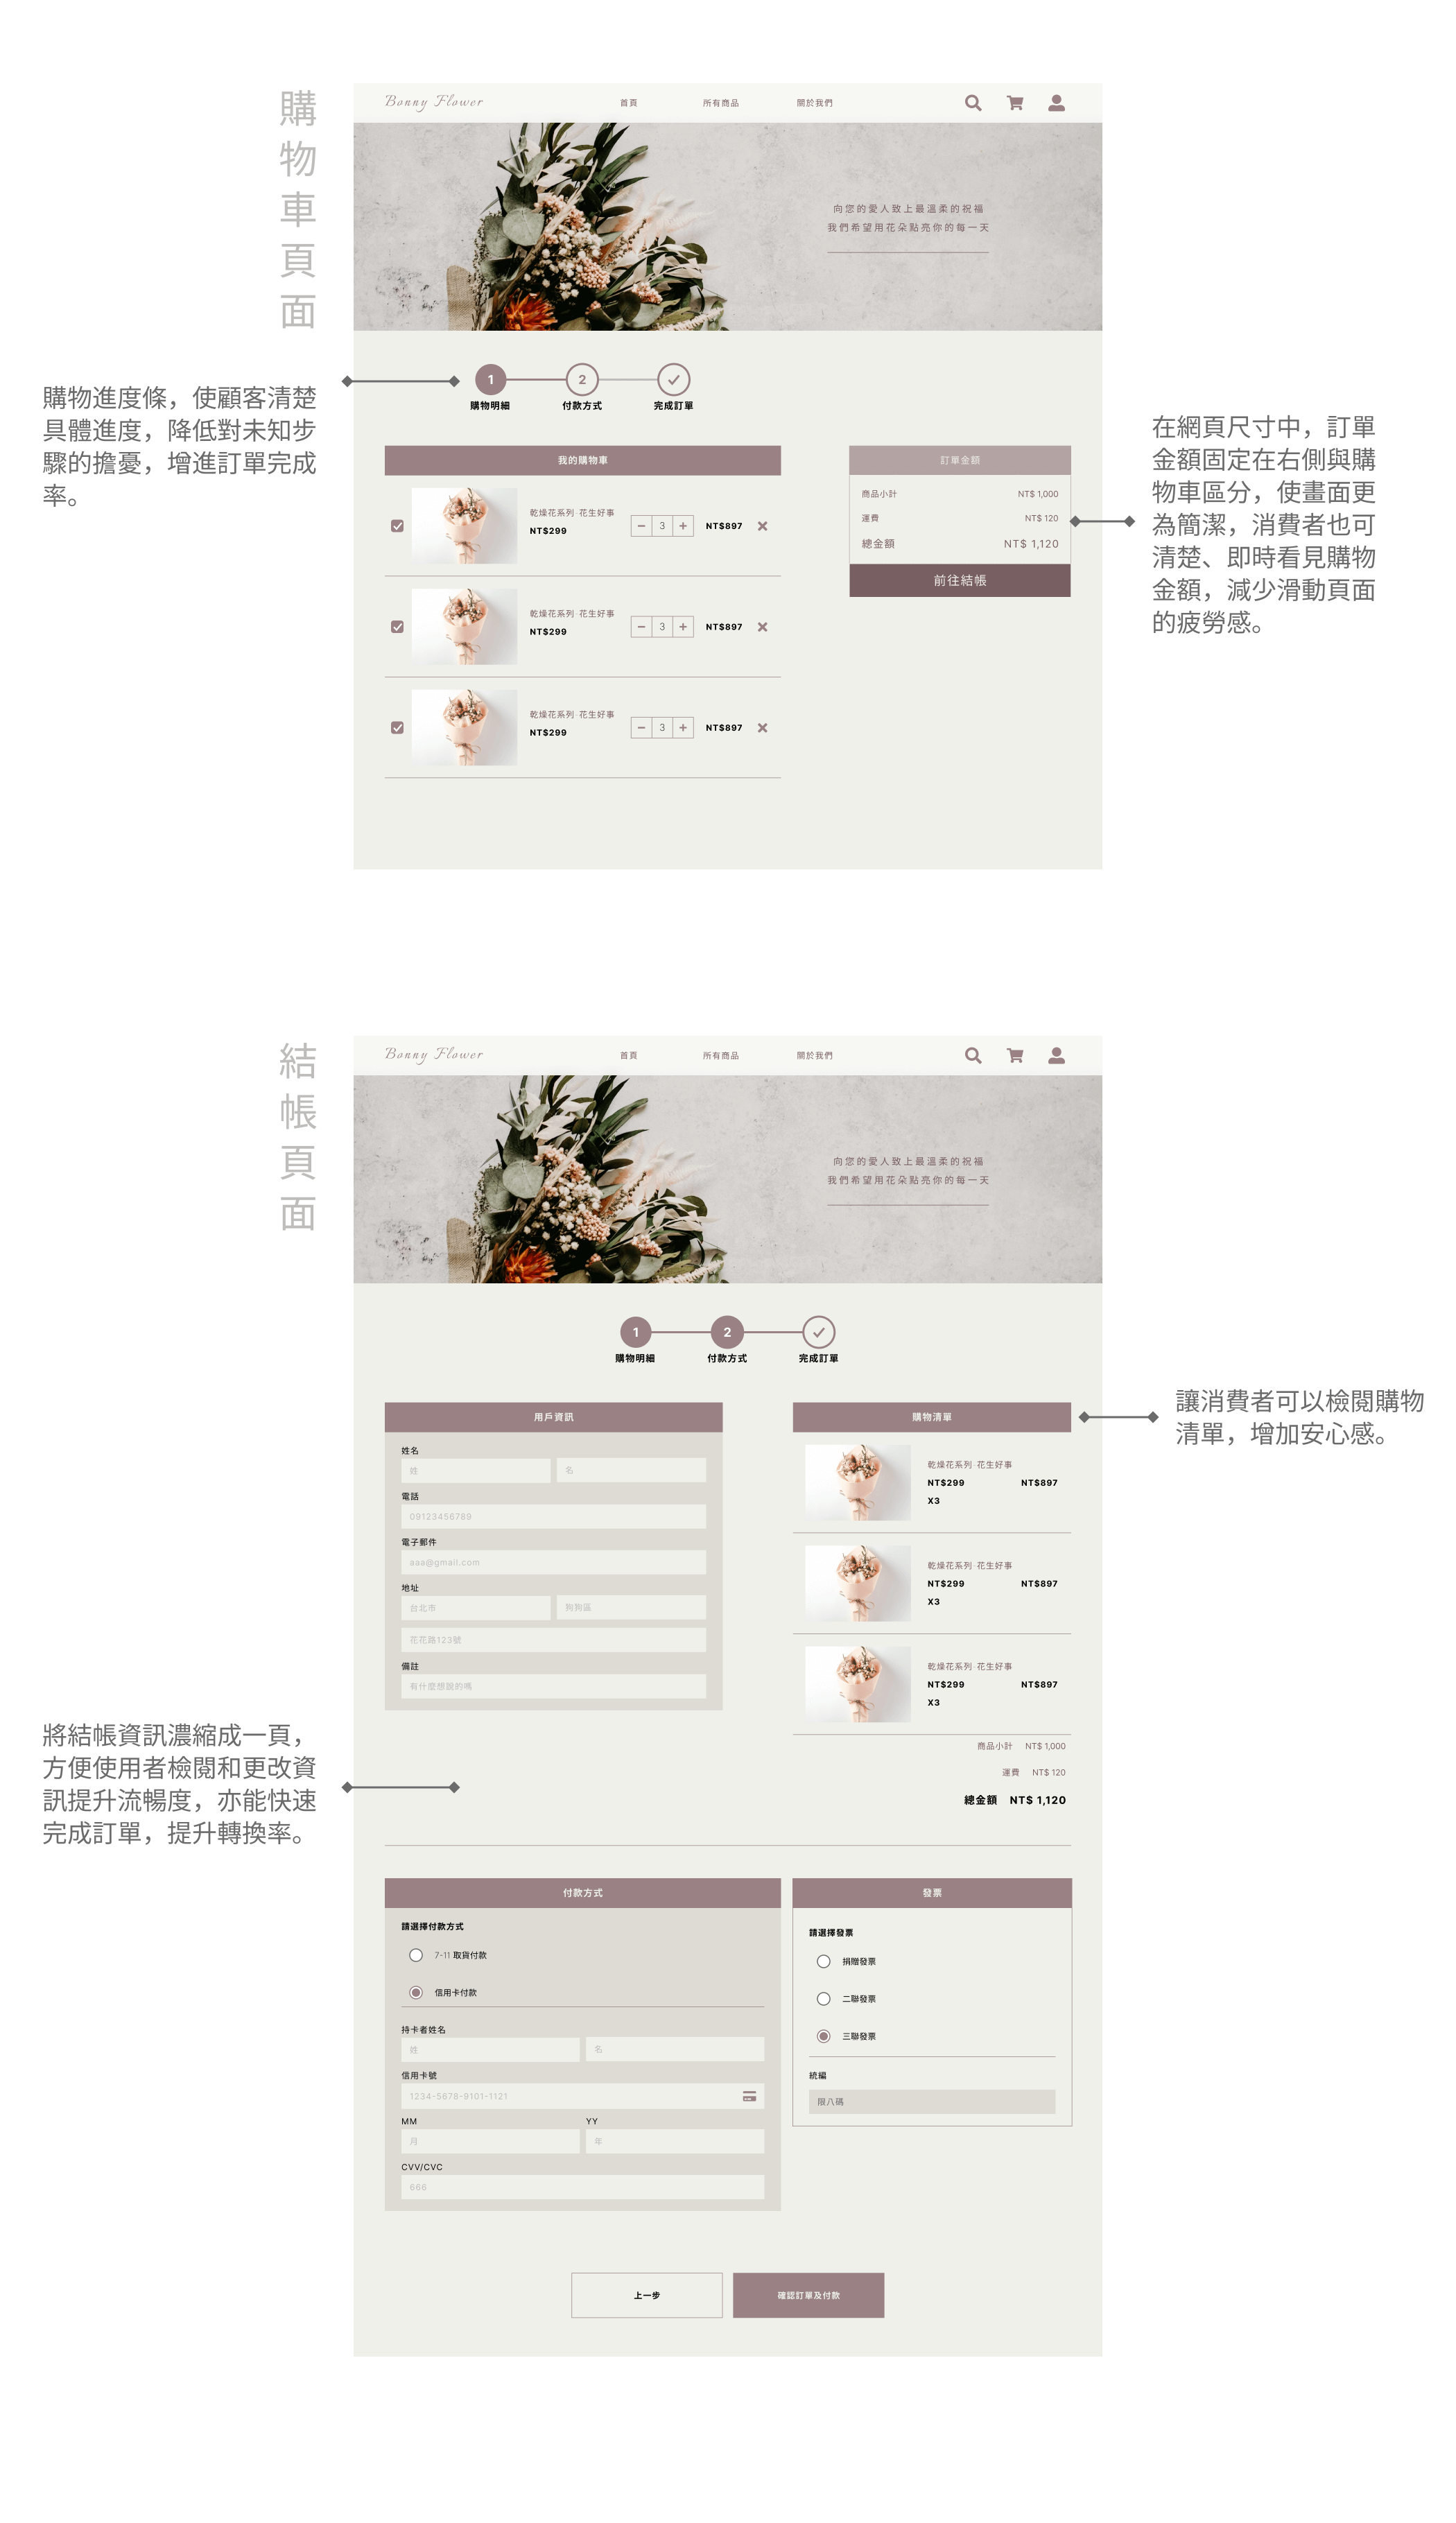 購物車頁面
Bonny Flower
首頁
所有商品
關於我們
向您的愛人致上最溫柔的祝福
我們希望用花朵點亮你的每一天
購物進度條，使顧客清楚
具體進度，降低對未知步
驟的擔憂，增進訂單完成
率。
1
2
購物明細
付款方式
完成訂單
我的購物車
乾燥花系列·花生好事
NT$299
3
NT$897
乾燥花系列·花生好事
NT$299
3
NT$897
乾燥花系列·花生好事
NT$299
3
NT$897
訂單金額
商品小計 NT$ 1,000
運費 NT$ 120
總金額 NT$ 1,120
前往結帳
在網頁尺寸中，訂單
金額固定在右側與購
物車區分，使畫面更
為簡潔，消費者也可
清楚、即時看見購物
金額，減少滑動頁面
的疲勞感。
結帳頁面
Bonny Flower
首頁
所有商品
關於我們
向您的愛人致上最溫柔的祝福
我們希望用花朵點亮你的每一天
1
2
購物明細
付款方式
完成訂單
用戶資訊
姓名
姓
名
電話
09123456789
電子郵件
aaa@gmail.com
地址
台北市
狗狗區
花花路123號
備註
有什麼想說的嗎
購物清單
乾燥花系列·花生好事
NT$299 NT$897
X3
乾燥花系列·花生好事
NT$299 NT$897
X3
乾燥花系列·花生好事
NT$299 NT$897
X3
商品小計 NT$ 1,000
運費 NT$ 120
總金額 NT$ 1,120
讓消費者可以檢閱購物
清單，增加安心感。
將結帳資訊濃縮成一頁，
方便使用者檢閱和更改資
訊提升流暢度，亦能快速
完成訂單，提升轉換率。
付款方式
請選擇付款方式
7-11 取貨付款
信用卡付款
持卡者姓名
姓
名
信用卡號
1234-5678-9101-1121
MM
YY
月
年
CVV/CVC
666
發票
請選擇發票
捐贈發票
二聯發票
三聯發票
統編
限八碼
上一步
確認訂單及付款